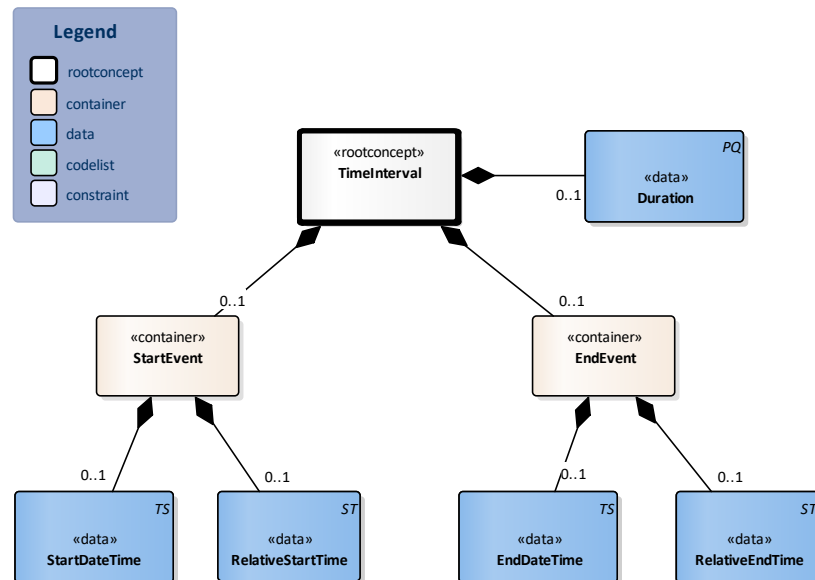 Legend
rootconcept
container
data
codelist
constraint
«rootconcept»
TimeInterval
PQ
«data»
Duration
0..1
0..1
0..1
«container»
StartEvent
«container»
EndEvent
0..1
0..1
0..1
0..1
TS
«data»
StartDateTime
ST
«data»
RelativeStartTime
TS
«data»
EndDateTime
ST
«data»
RelativeEndTime